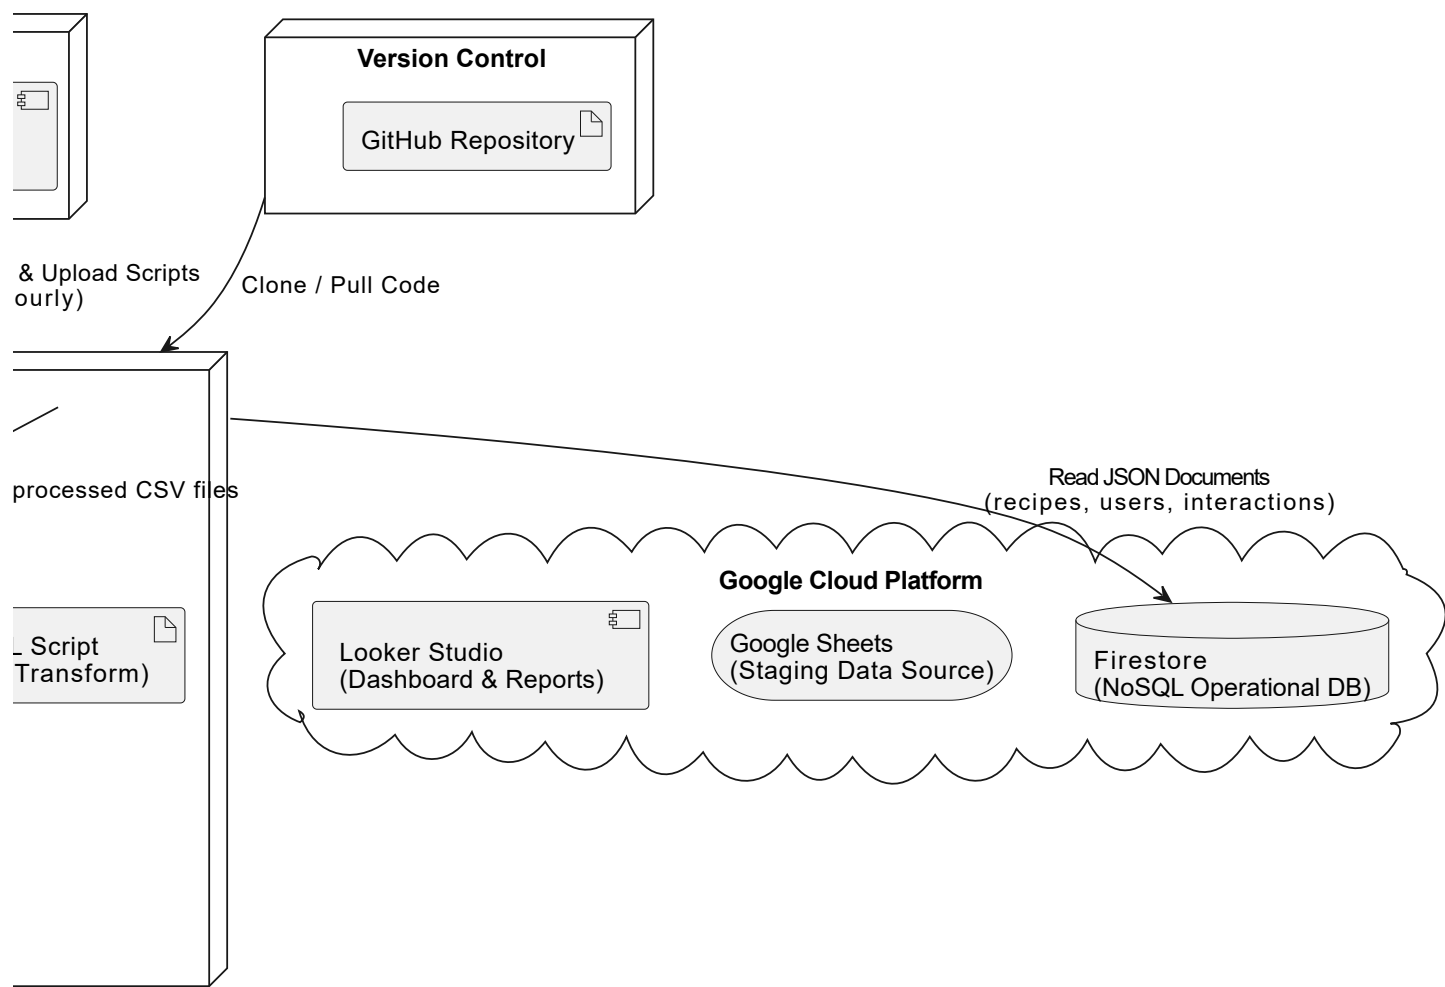 Version Control
GitHub Repository
& Upload Scripts
ourly)
Clone / Pull Code
processed CSV files
Read JSON Documents
(recipes, users, interactions)
Google Cloud Platform
L Script
Transform)
Looker Studio
(Dashboard & Reports)
Google Sheets
(Staging Data Source)
Firestore
(NoSQL Operational DB)